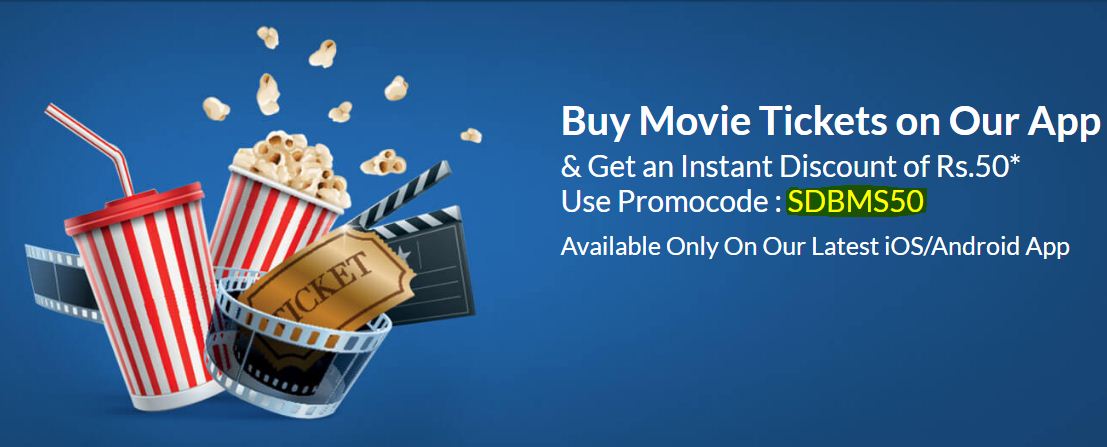 Buy Movie Tickets on Our App
& Get an Instant Discount of Rs.50*
Use Promocode : SDBMS50
Available Only On Our Latest iOS/Android App
TICKET